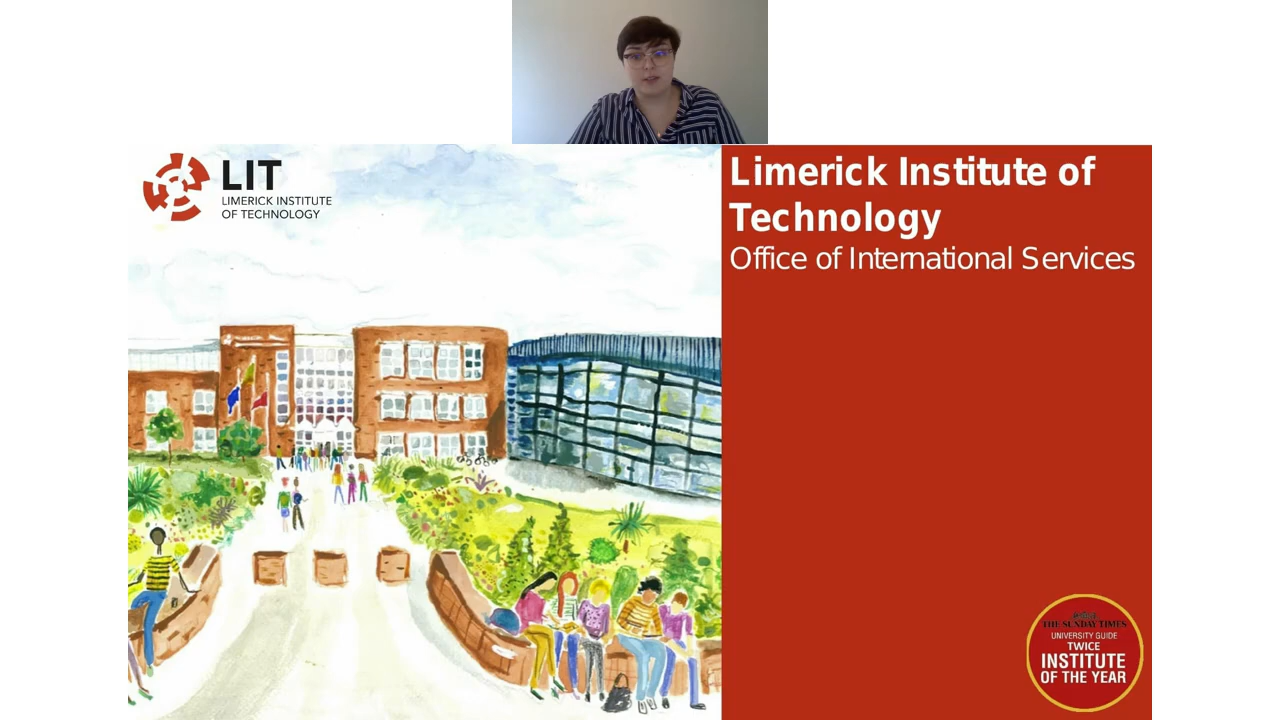 LIT
LIMERICK INSTITUTE
OF TECHNOLOGY
Limerick Institute of
Technology
Office of International Services
THE SUNDAY TIMES
UNIVERSITY GUIDE
TWICE
INSTITUTE
OF THE YEAR